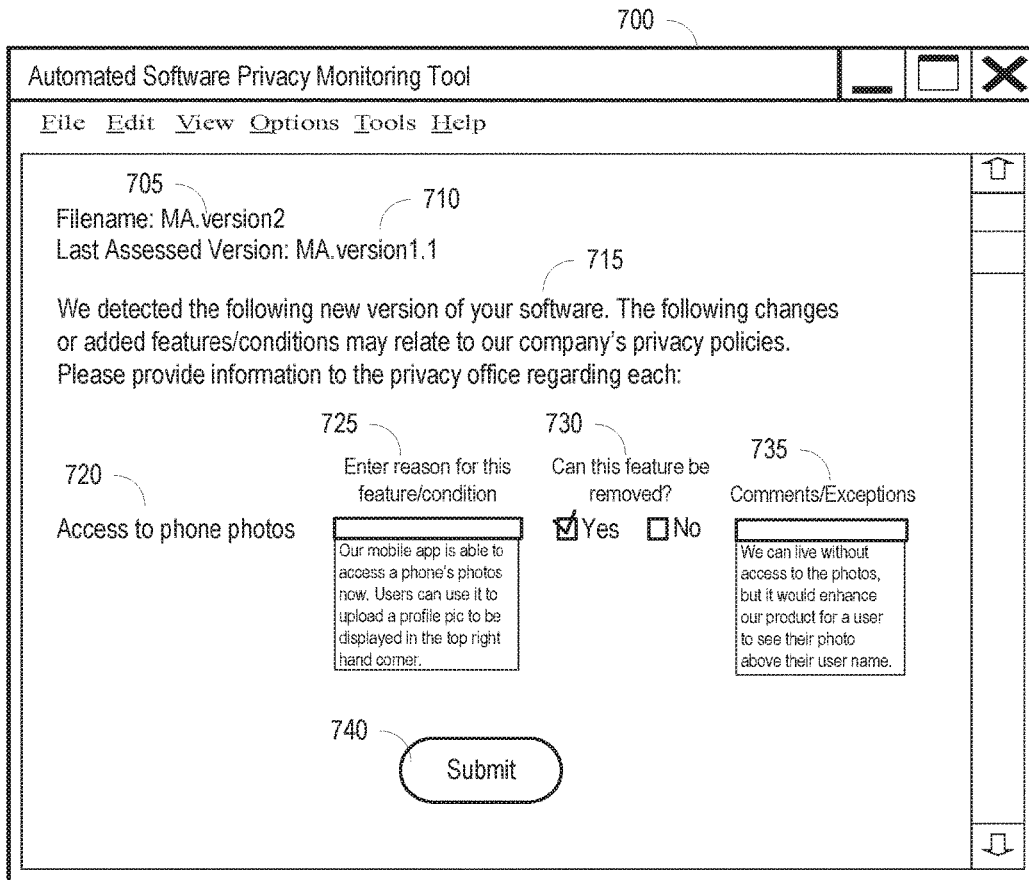 700
Automated Software Privacy Monitoring Tool
File Edit View Options Tools Help
705
710
Filename: MA.version2
Last Assessed Version: MA.version1.1
715
We detected the following new version of your software. The following changes
or added features/conditions may relate to our company's privacy policies.
Please provide information to the privacy office regarding each:
725
730
735
720
Enter reason for this
feature/condition
Can this feature be
removed?
Comments/Exceptions
Access to phone photos
Our mobile app is able to
access a phone's photos
now. Users can use it to
upload a profile pic to be
displayed in the top right
hand corner.
Yes No
We can live without
access to the photos,
but it would enhance
our product for a user
to see their photo
above their user name.
740
Submit